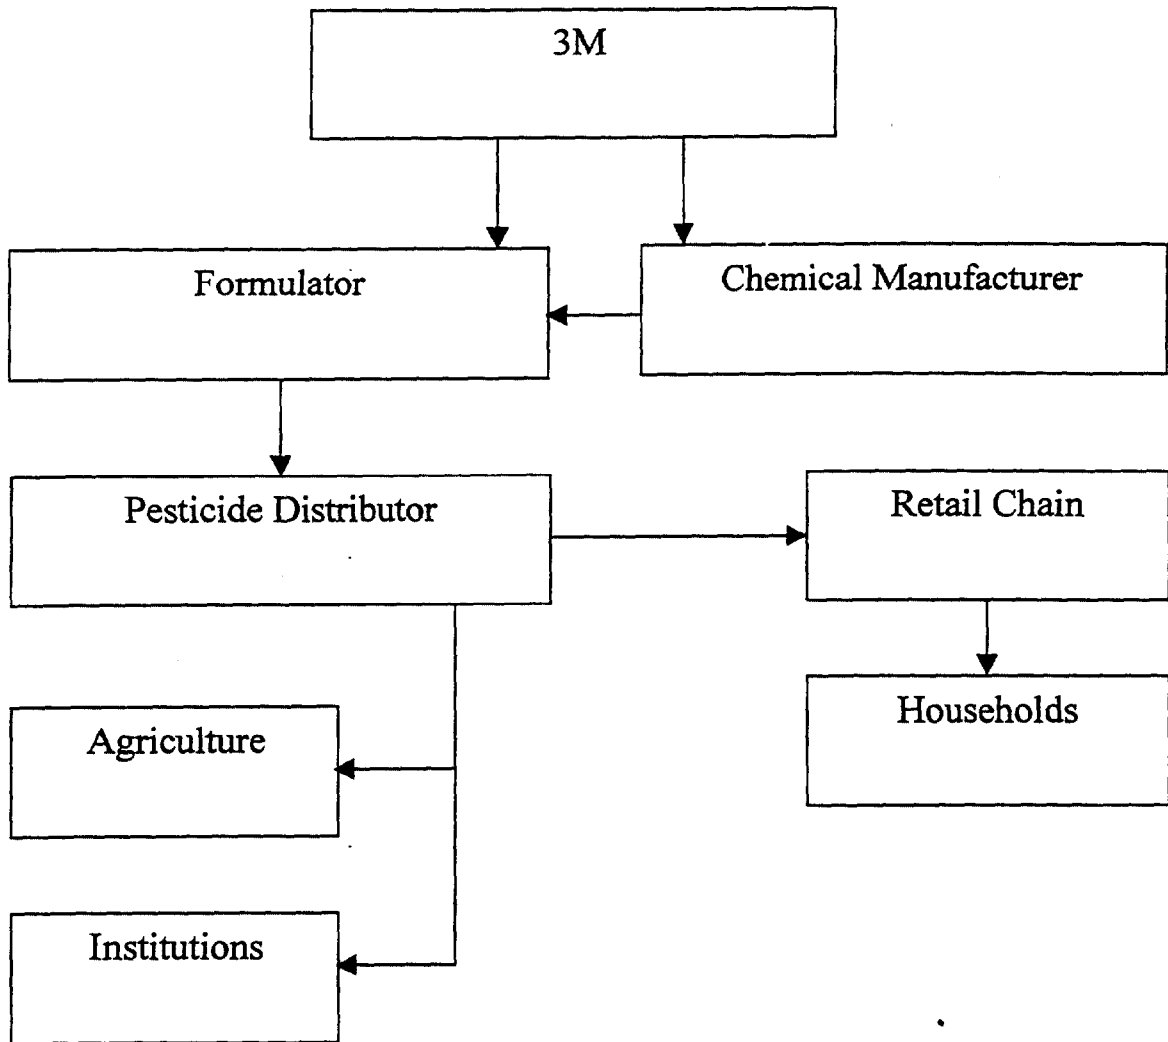 3M
Formulator
Chemical Manufacturer
Pesticide Distributor
Retail Chain
Households
Agriculture
Institutions